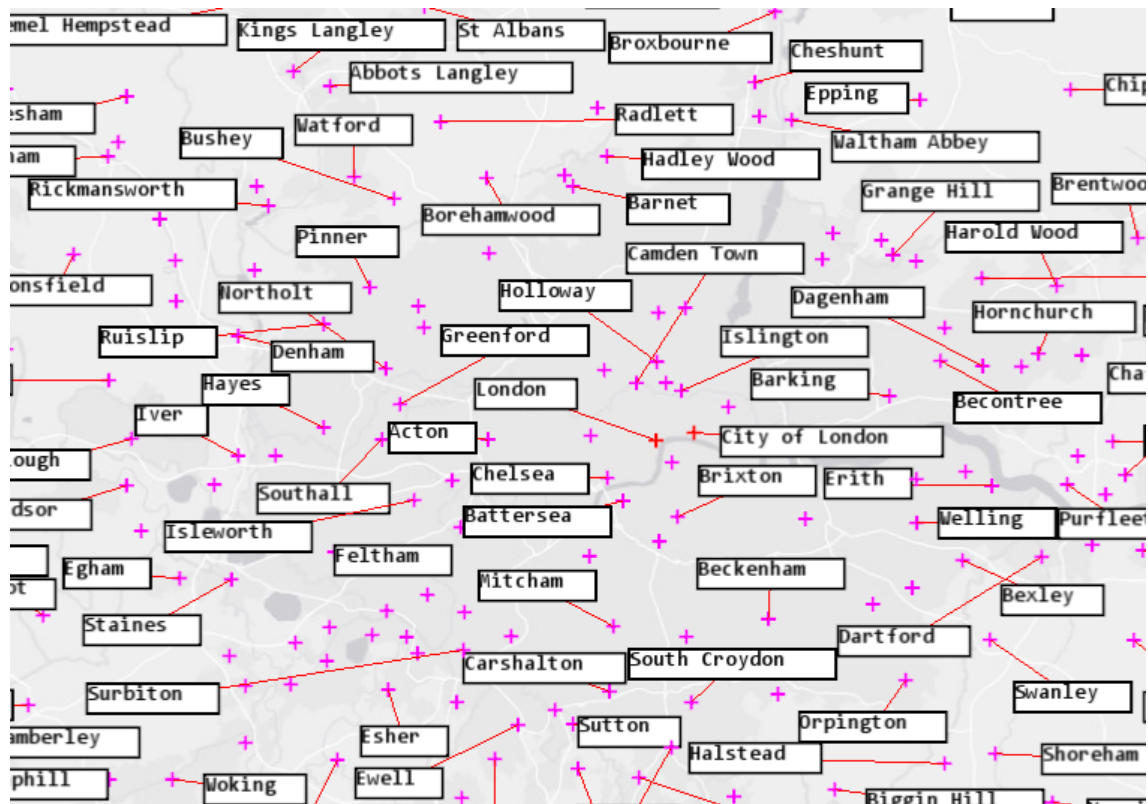 emel Hempstead
Kings Langley
St Albans
Broxbourne
Cheshunt
Abbots Langley
Epping
Chip
esham
Radlett
Watford
Bushey
Waltham Abbey
ham
Hadley Wood
Rickmansworth
Grange Hill
Brentwoo
Barnet
Borehamwood
Pinner
Harold Wood
Camden Town
onsfield
Northolt
Holloway
Dagenham
Hornchurch
Ruislip
Greenford
Islington
Denham
Hayes
London
Barking
Cha
Becontree
Iver
Acton
City of London
ough
Chelsea
Brixton
Erith
Southall
dsor
Isleworth
Battersea
Welling
Purfleet
Feltham
Egham
Mitcham
Beckenham
ot
Bexley
Staines
Dartford
Carshalton
South Croydon
Surbiton
Swanley
Orpington
amberley
Esher
Sutton
Halstead
Shoreham
phill
Woking
Ewell
Biggin Hill